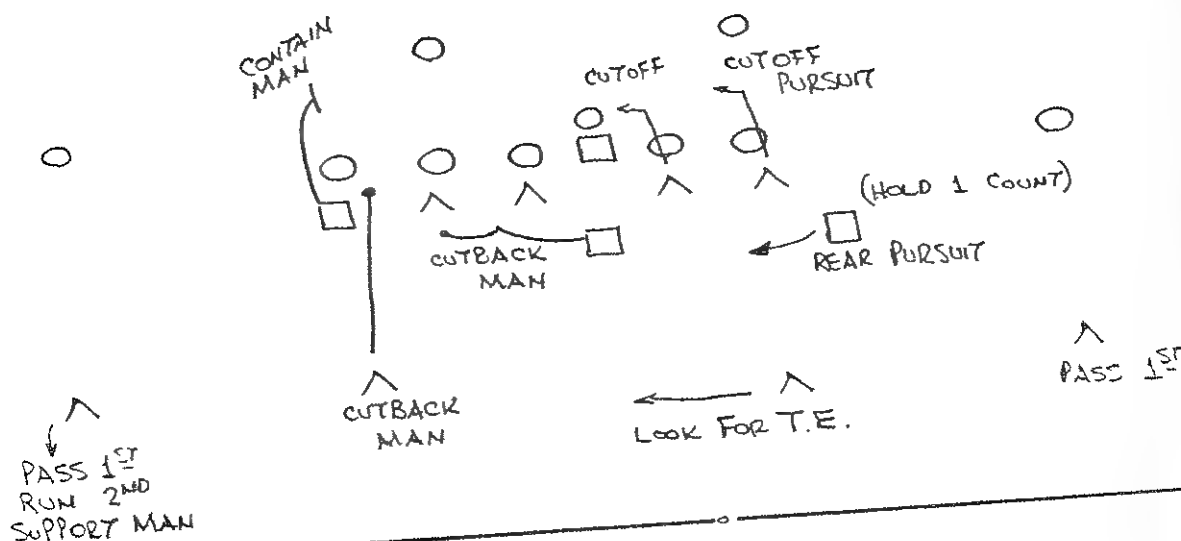 CONTAIN
MAN
CUTOFF
CUTOFF
PURSUIT
(HOLD 1 COUNT)
REAR PURSUIT
CUTBACK
MAN
CUTBACK
MAN
LOOK FOR T.E.
PASS 1ST
PASS 1ST
RUN 2ND
SUPPORT MAN